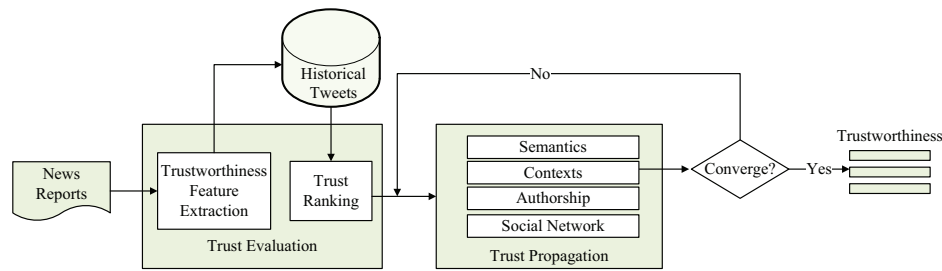 News
Reports
Trustworthiness
Feature
Extraction
Trust Evaluation
Historical
Tweets
Trust
Ranking
No
Semantics
Contexts
Authorship
Social Network
Trust Propagation
Converge?
Yes
Trustworthiness